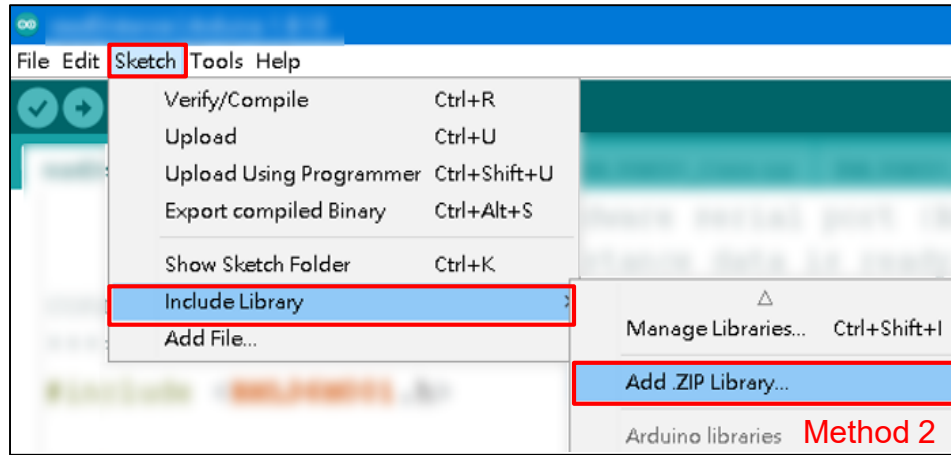 File Edit Sketch Tools Help
Verify/Compile Ctrl+R
Upload Ctrl+U
Upload Using Programmer Ctrl+Shift+U
Export compiled Binary Ctrl+Alt+S
Show Sketch Folder Ctrl+K
Include Library
Add File...
Manage Libraries... Ctrl+Shift+I
Add .ZIP Library...
Arduino libraries
Method 2